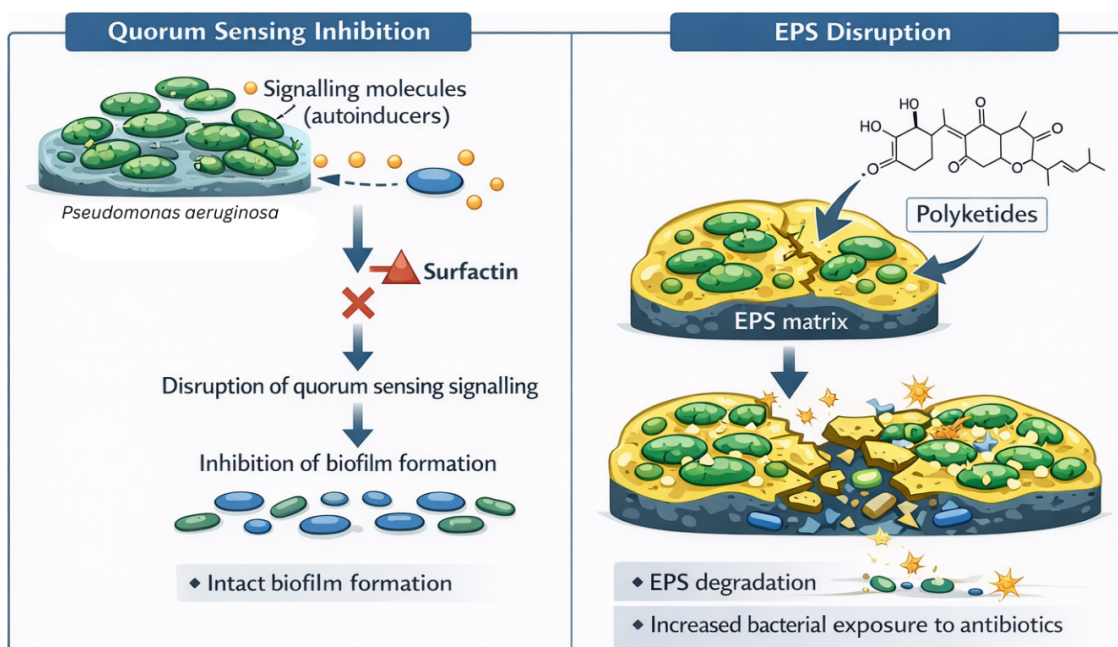 Quorum Sensing Inhibition
Signalling molecules
(autoinducers)
Pseudomonas aeruginosa
Surfactin
Disruption of quorum sensing signalling
Inhibition of biofilm formation
◆ Intact biofilm formation
EPS Disruption
HO
HO
O
O
O
O
O
Polyketides
EPS matrix
◆ EPS degradation
◆ Increased bacterial exposure to antibiotics